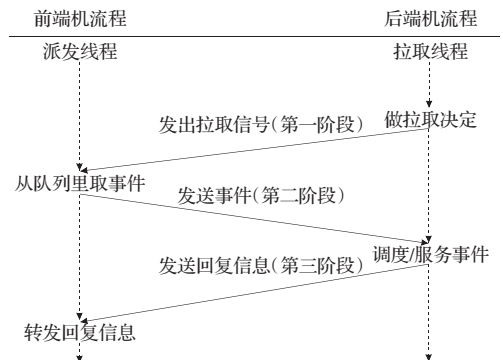 前端机流程 后端机流程
派发线程 拉取线程
做拉取决定
发出拉取信号(第一阶段)
从队列里取事件
发送事件(第二阶段)
调度/服务事件
发送回复信息(第三阶段)
转发回复信息